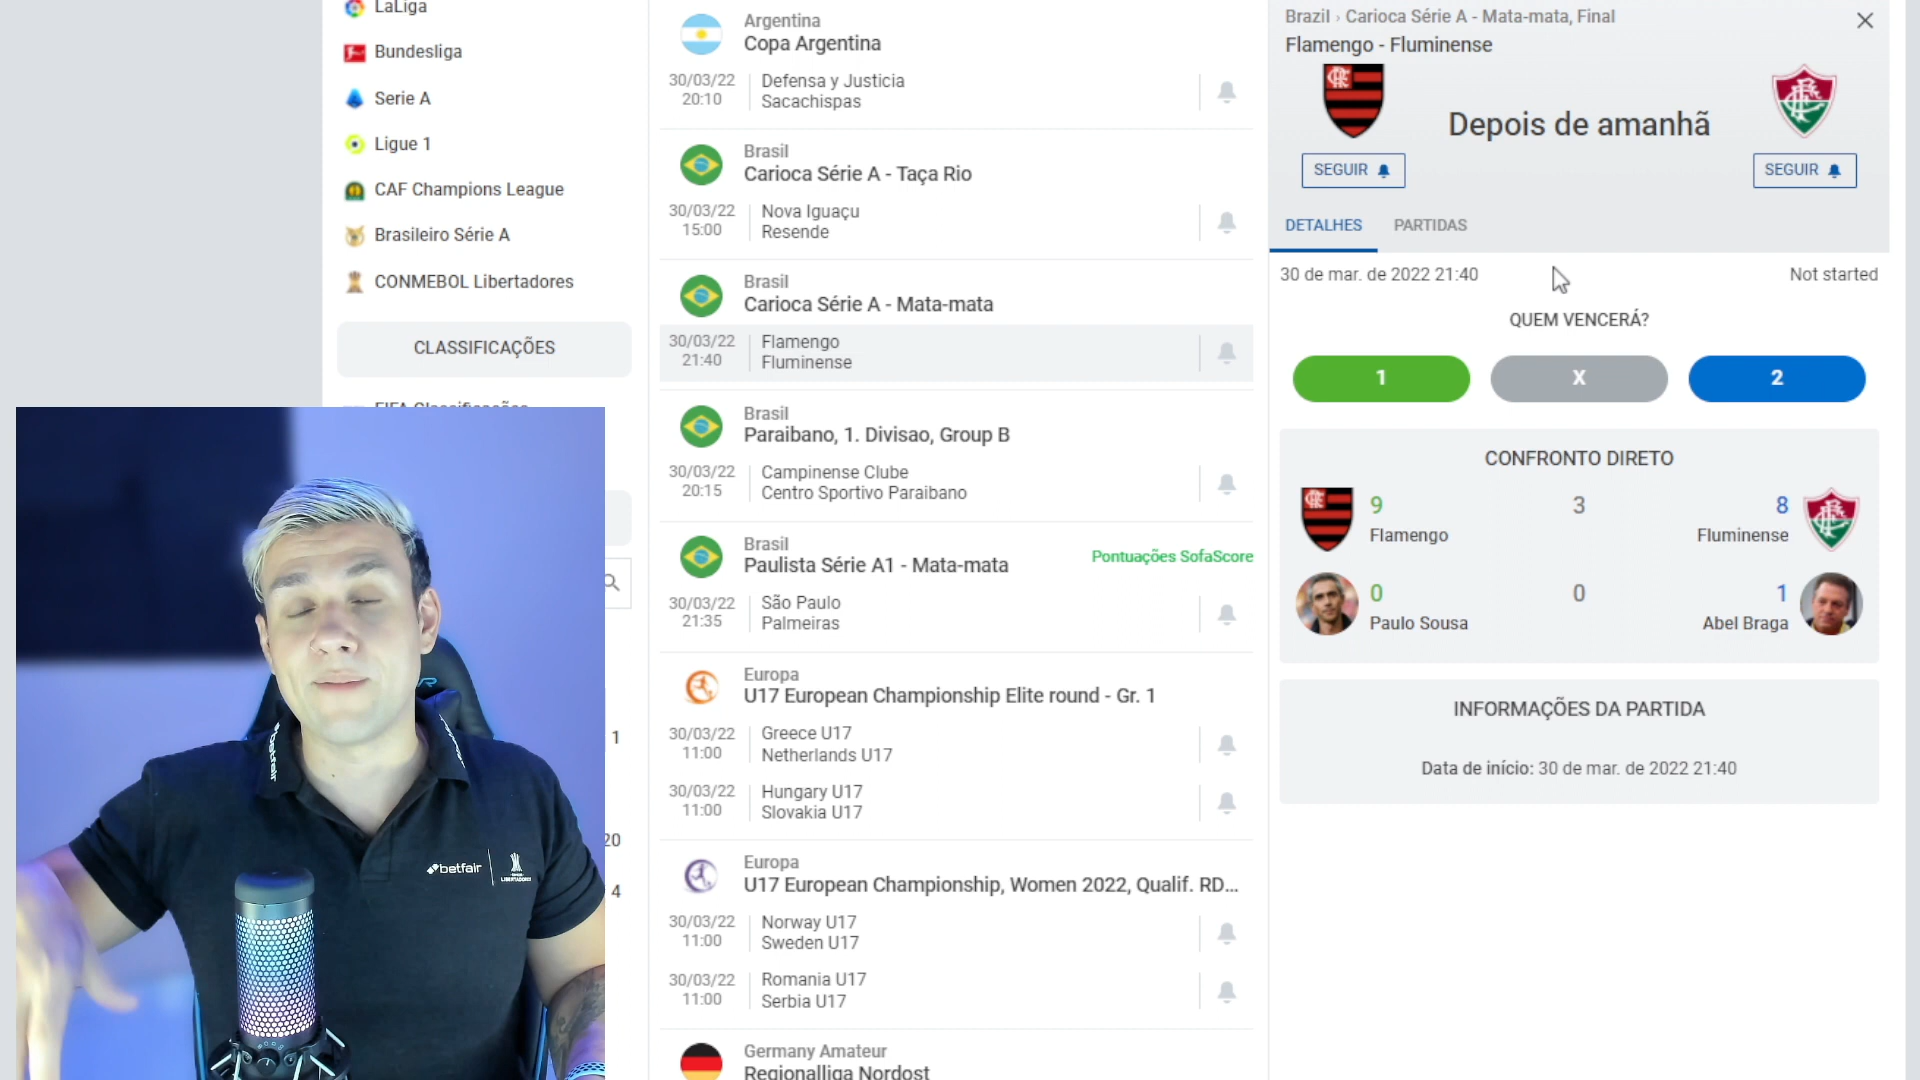 LaLiga
Bundesliga
Serie A
Ligue 1
CAF Champions League
Brasileiro Série A
CONMEBOL Libertadores
CLASSIFICAÇÕES
FIFA Classificações
1
20
4
betfair
betfair
LIBERTADORES
Argentina
Copa Argentina
30/03/22
20:10
Defensa y Justicia
Sacachispas
Brasil
Carioca Série A - Taça Rio
30/03/22
15:00
Nova Iguaçu
Resende
Brasil
Carioca Série A - Mata-mata
30/03/22
21:40
Flamengo
Fluminense
Brasil
Paraibano, 1. Divisao, Group B
30/03/22
20:15
Campinense Clube
Centro Sportivo Paraibano
Brasil
Paulista Série A1 - Mata-mata
Pontuações SofaScore
30/03/22
21:35
São Paulo
Palmeiras
Europa
U17 European Championship Elite round - Gr. 1
30/03/22
11:00
Greece U17
Netherlands U17
30/03/22
11:00
Hungary U17
Slovakia U17
Europa
U17 European Championship, Women 2022, Qualif. RD...
30/03/22
11:00
Norway U17
Sweden U17
30/03/22
11:00
Romania U17
Serbia U17
Germany Amateur
Regionalliga Nordost
Brazil › Carioca Série A - Mata-mata, Final
Flamengo - Fluminense
Depois de amanhã
SEGUIR
SEGUIR
DETALHES
PARTIDAS
30 de mar. de 2022 21:40
Not started
QUEM VENCERÁ?
1
X
2
CONFRONTO DIRETO
9
3
8
Flamengo
Fluminense
0
0
1
Paulo Sousa
Abel Braga
INFORMAÇÕES DA PARTIDA
Data de início: 30 de mar. de 2022 21:40